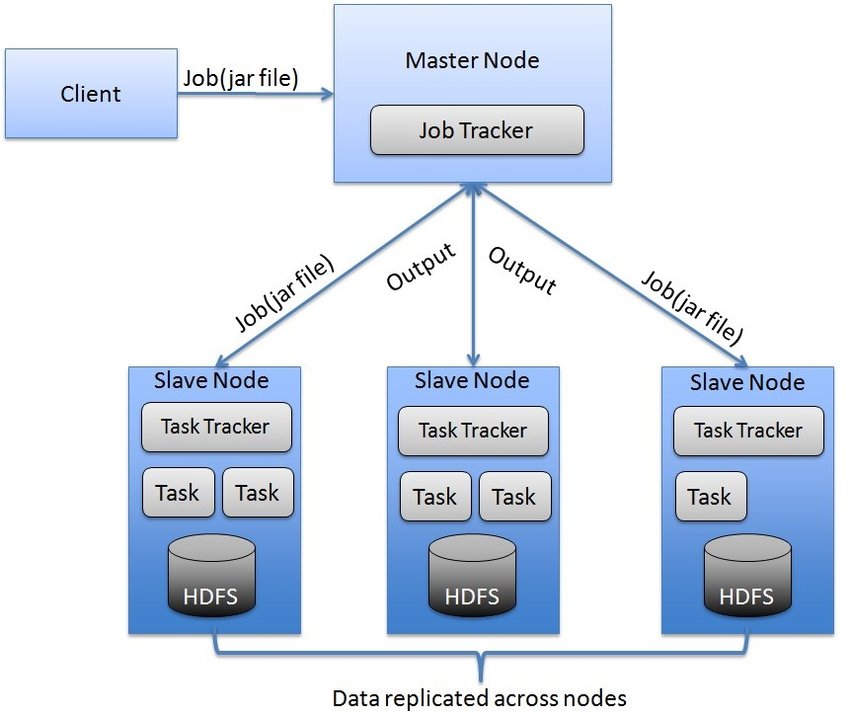 Client
Job(jar file)
Master Node
Job Tracker
Job(jar file)
Output
Output
Job(jar file)
Slave Node
Task Tracker
Task
Task
HDFS
Slave Node
Task Tracker
Task
Task
HDFS
Slave Node
Task Tracker
Task
HDFS
Data replicated across nodes